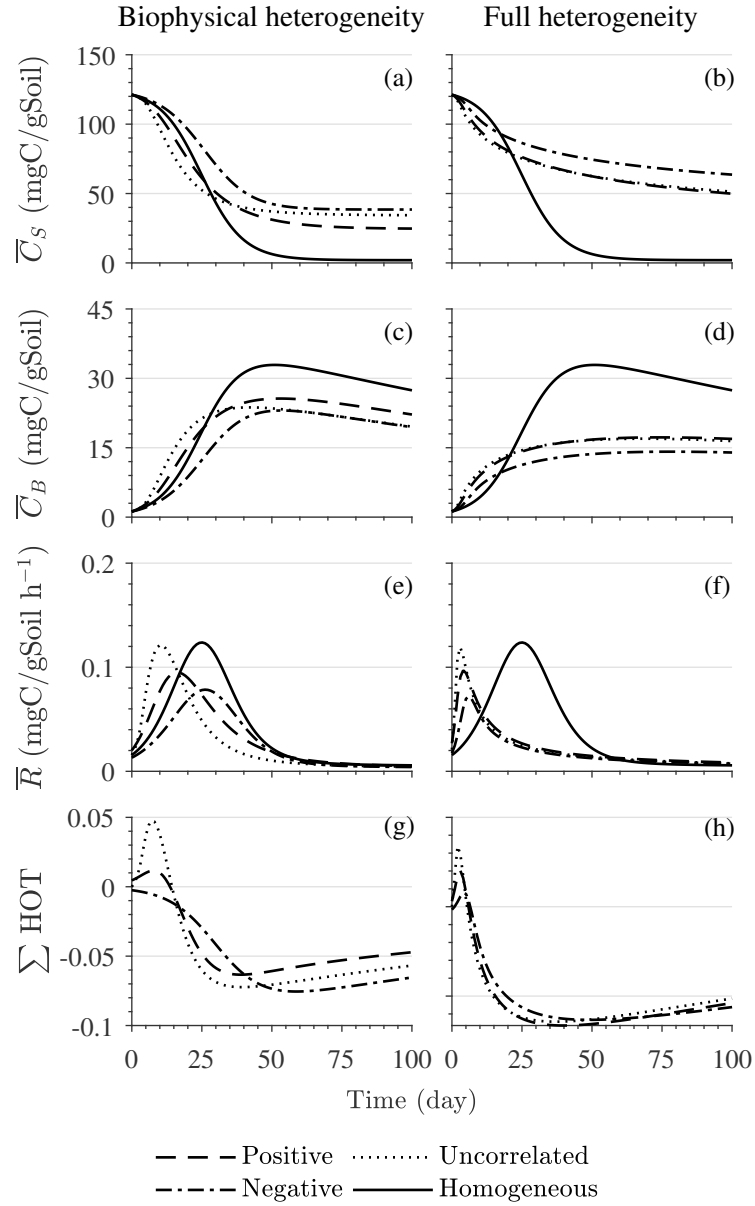 Biophysical heterogeneity Full heterogeneity
150
100
50
0
C̅_S (mgC/gSoil)
(a) (b)
45
30
15
0
C̅_B (mgC/gSoil)
(c) (d)
0.2
0.1
0
R̅ (mgC/gSoil h⁻¹)
(e) (f)
0.05
0
-0.05
-0.1
∑ HOT
(g) (h)
0 25 50 75 100 0 25 50 75 100
Time (day)
Positive Uncorrelated
Negative Homogeneous